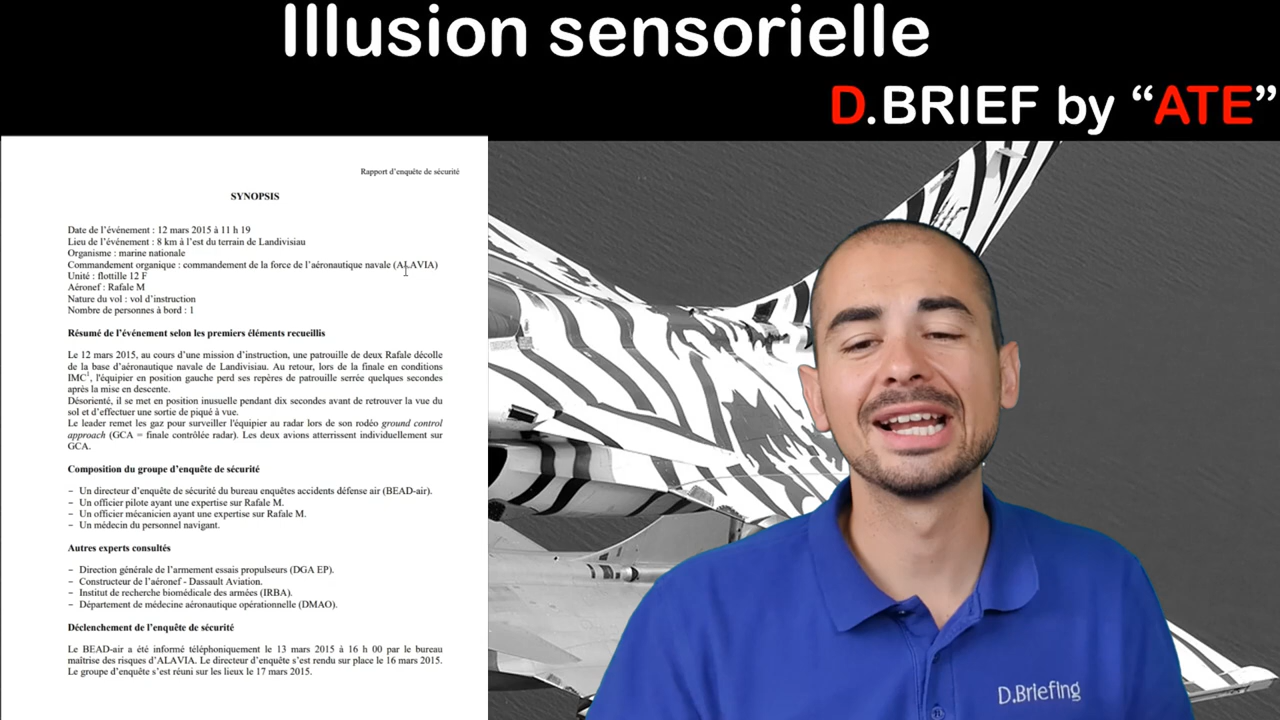 Illusion sensorielle
D.BRIEF by “ATE”
Rapport d’enquête de sécurité
SYNOPSIS
Date de l’événement : 12 mars 2015 à 11 h 19
Lieu de l’événement : 8 km à l’est du terrain de Landivisiau
Organisme : marine nationale
Commandement organique : commandement de la force de l’aéronautique navale (ALAVIA)
Unité : flottille 12 F
Aéronef : Rafale M
Nature du vol : vol d’instruction
Nombre de personnes à bord : 1
Résumé de l’événement selon les premiers éléments recueillis
Le 12 mars 2015, au cours d’une mission d’instruction, une patrouille de deux Rafale décolle
de la base d’aéronautique navale de Landivisiau. Au retour, lors de la finale en conditions
IMC1, l'équipier en position gauche perd ses repères de patrouille serrée quelques secondes
après la mise en descente.
Désorienté, il se met en position inusuelle pendant dix secondes avant de retrouver la vue du
sol et d’effectuer une sortie de piqué à vue.
Le leader remet les gaz pour surveiller l'équipier au radar lors de son rodéo ground control
approach (GCA = finale contrôlée radar). Les deux avions atterrissent individuellement sur
GCA.
Composition du groupe d’enquête de sécurité
− Un directeur d’enquête de sécurité du bureau enquêtes accidents défense air (BEAD-air).
− Un officier pilote ayant une expertise sur Rafale M.
− Un officier mécanicien ayant une expertise sur Rafale M.
− Un médecin du personnel navigant.
Autres experts consultés
− Direction générale de l’armement essais propulseurs (DGA EP).
− Constructeur de l’aéronef - Dassault Aviation.
− Institut de recherche biomédicale des armées (IRBA).
− Département de médecine aéronautique opérationnelle (DMAO).
Déclenchement de l’enquête de sécurité
Le BEAD-air a été informé téléphoniquement le 13 mars 2015 à 16 h 00 par le bureau
maîtrise des risques d’ALAVIA. Le directeur d’enquête s’est rendu sur place le 16 mars 2015.
Le groupe d’enquête s’est réuni sur les lieux le 17 mars 2015.
D.Briefing